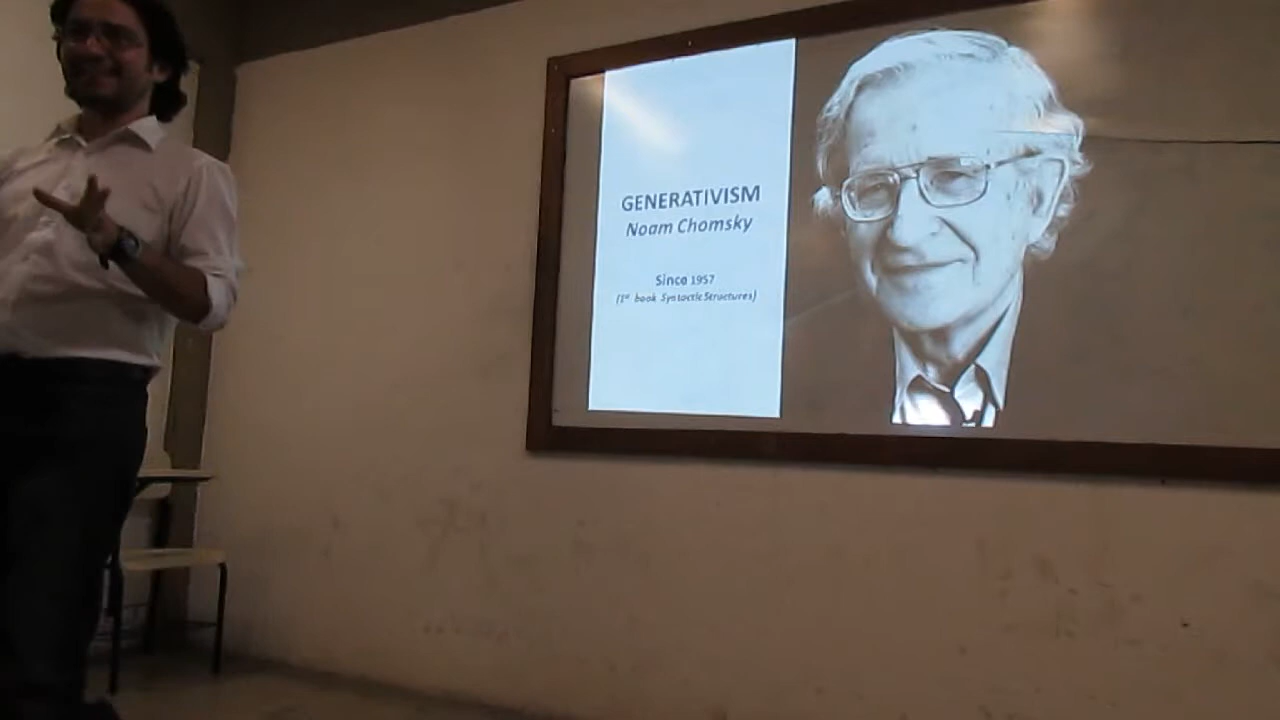 GENERATIVISM
Noam Chomsky
Since 1957
(1st book Syntactic Structures)